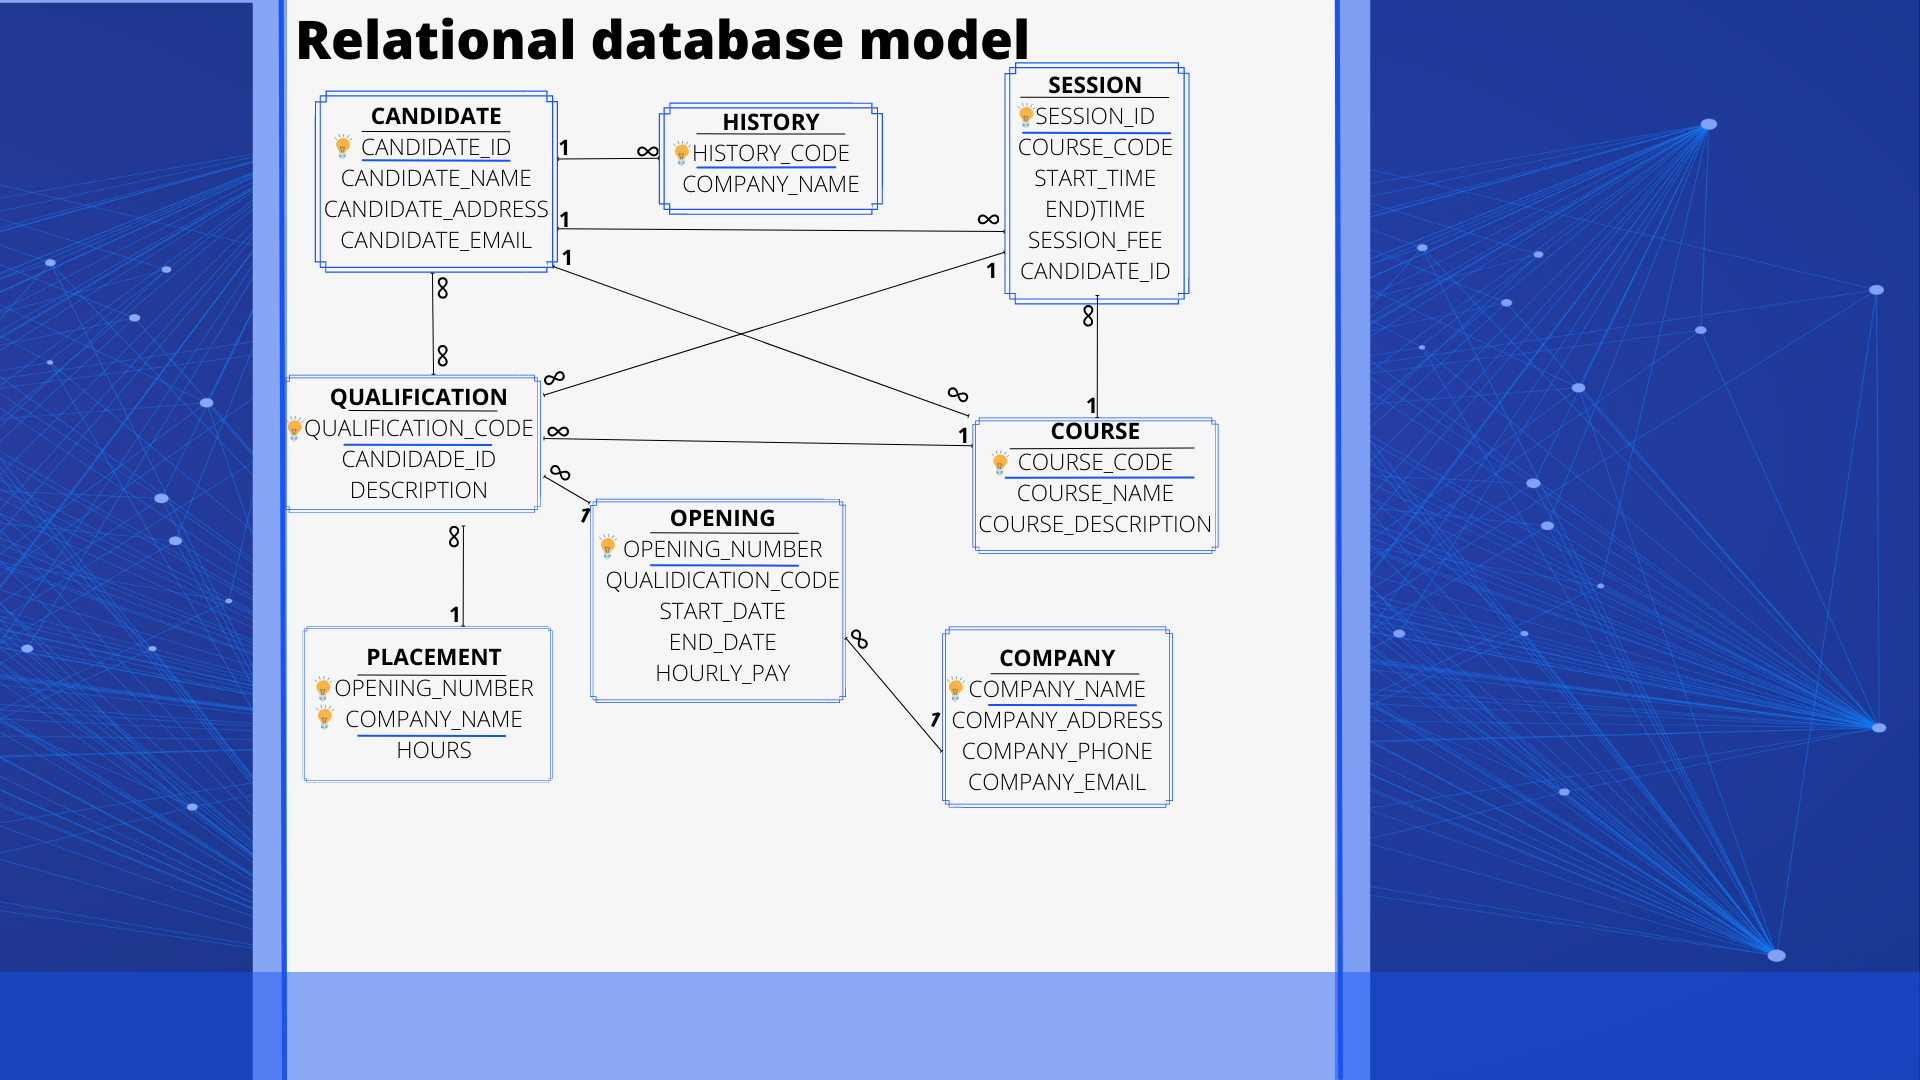 Relational database model
CANDIDATE
CANDIDATE_ID
CANDIDATE_NAME
CANDIDATE_ADDRESS
CANDIDATE_EMAIL
1
∞
HISTORY
HISTORY_CODE
COMPANY_NAME
SESSION
SESSION_ID
COURSE_CODE
START_TIME
END)TIME
SESSION_FEE
CANDIDATE_ID
1
∞
1
1
∞
∞
∞
1
∞
∞
∞
1
QUALIFICATION
QUALIFICATION_CODE
CANDIDADE_ID
DESCRIPTION
∞
1
∞
1
COURSE
COURSE_CODE
COURSE_NAME
COURSE_DESCRIPTION
OPENING
OPENING_NUMBER
QUALIDICATION_CODE
START_DATE
END_DATE
HOURLY_PAY
∞
1
PLACEMENT
OPENING_NUMBER
COMPANY_NAME
HOURS
∞
1
COMPANY
COMPANY_NAME
COMPANY_ADDRESS
COMPANY_PHONE
COMPANY_EMAIL